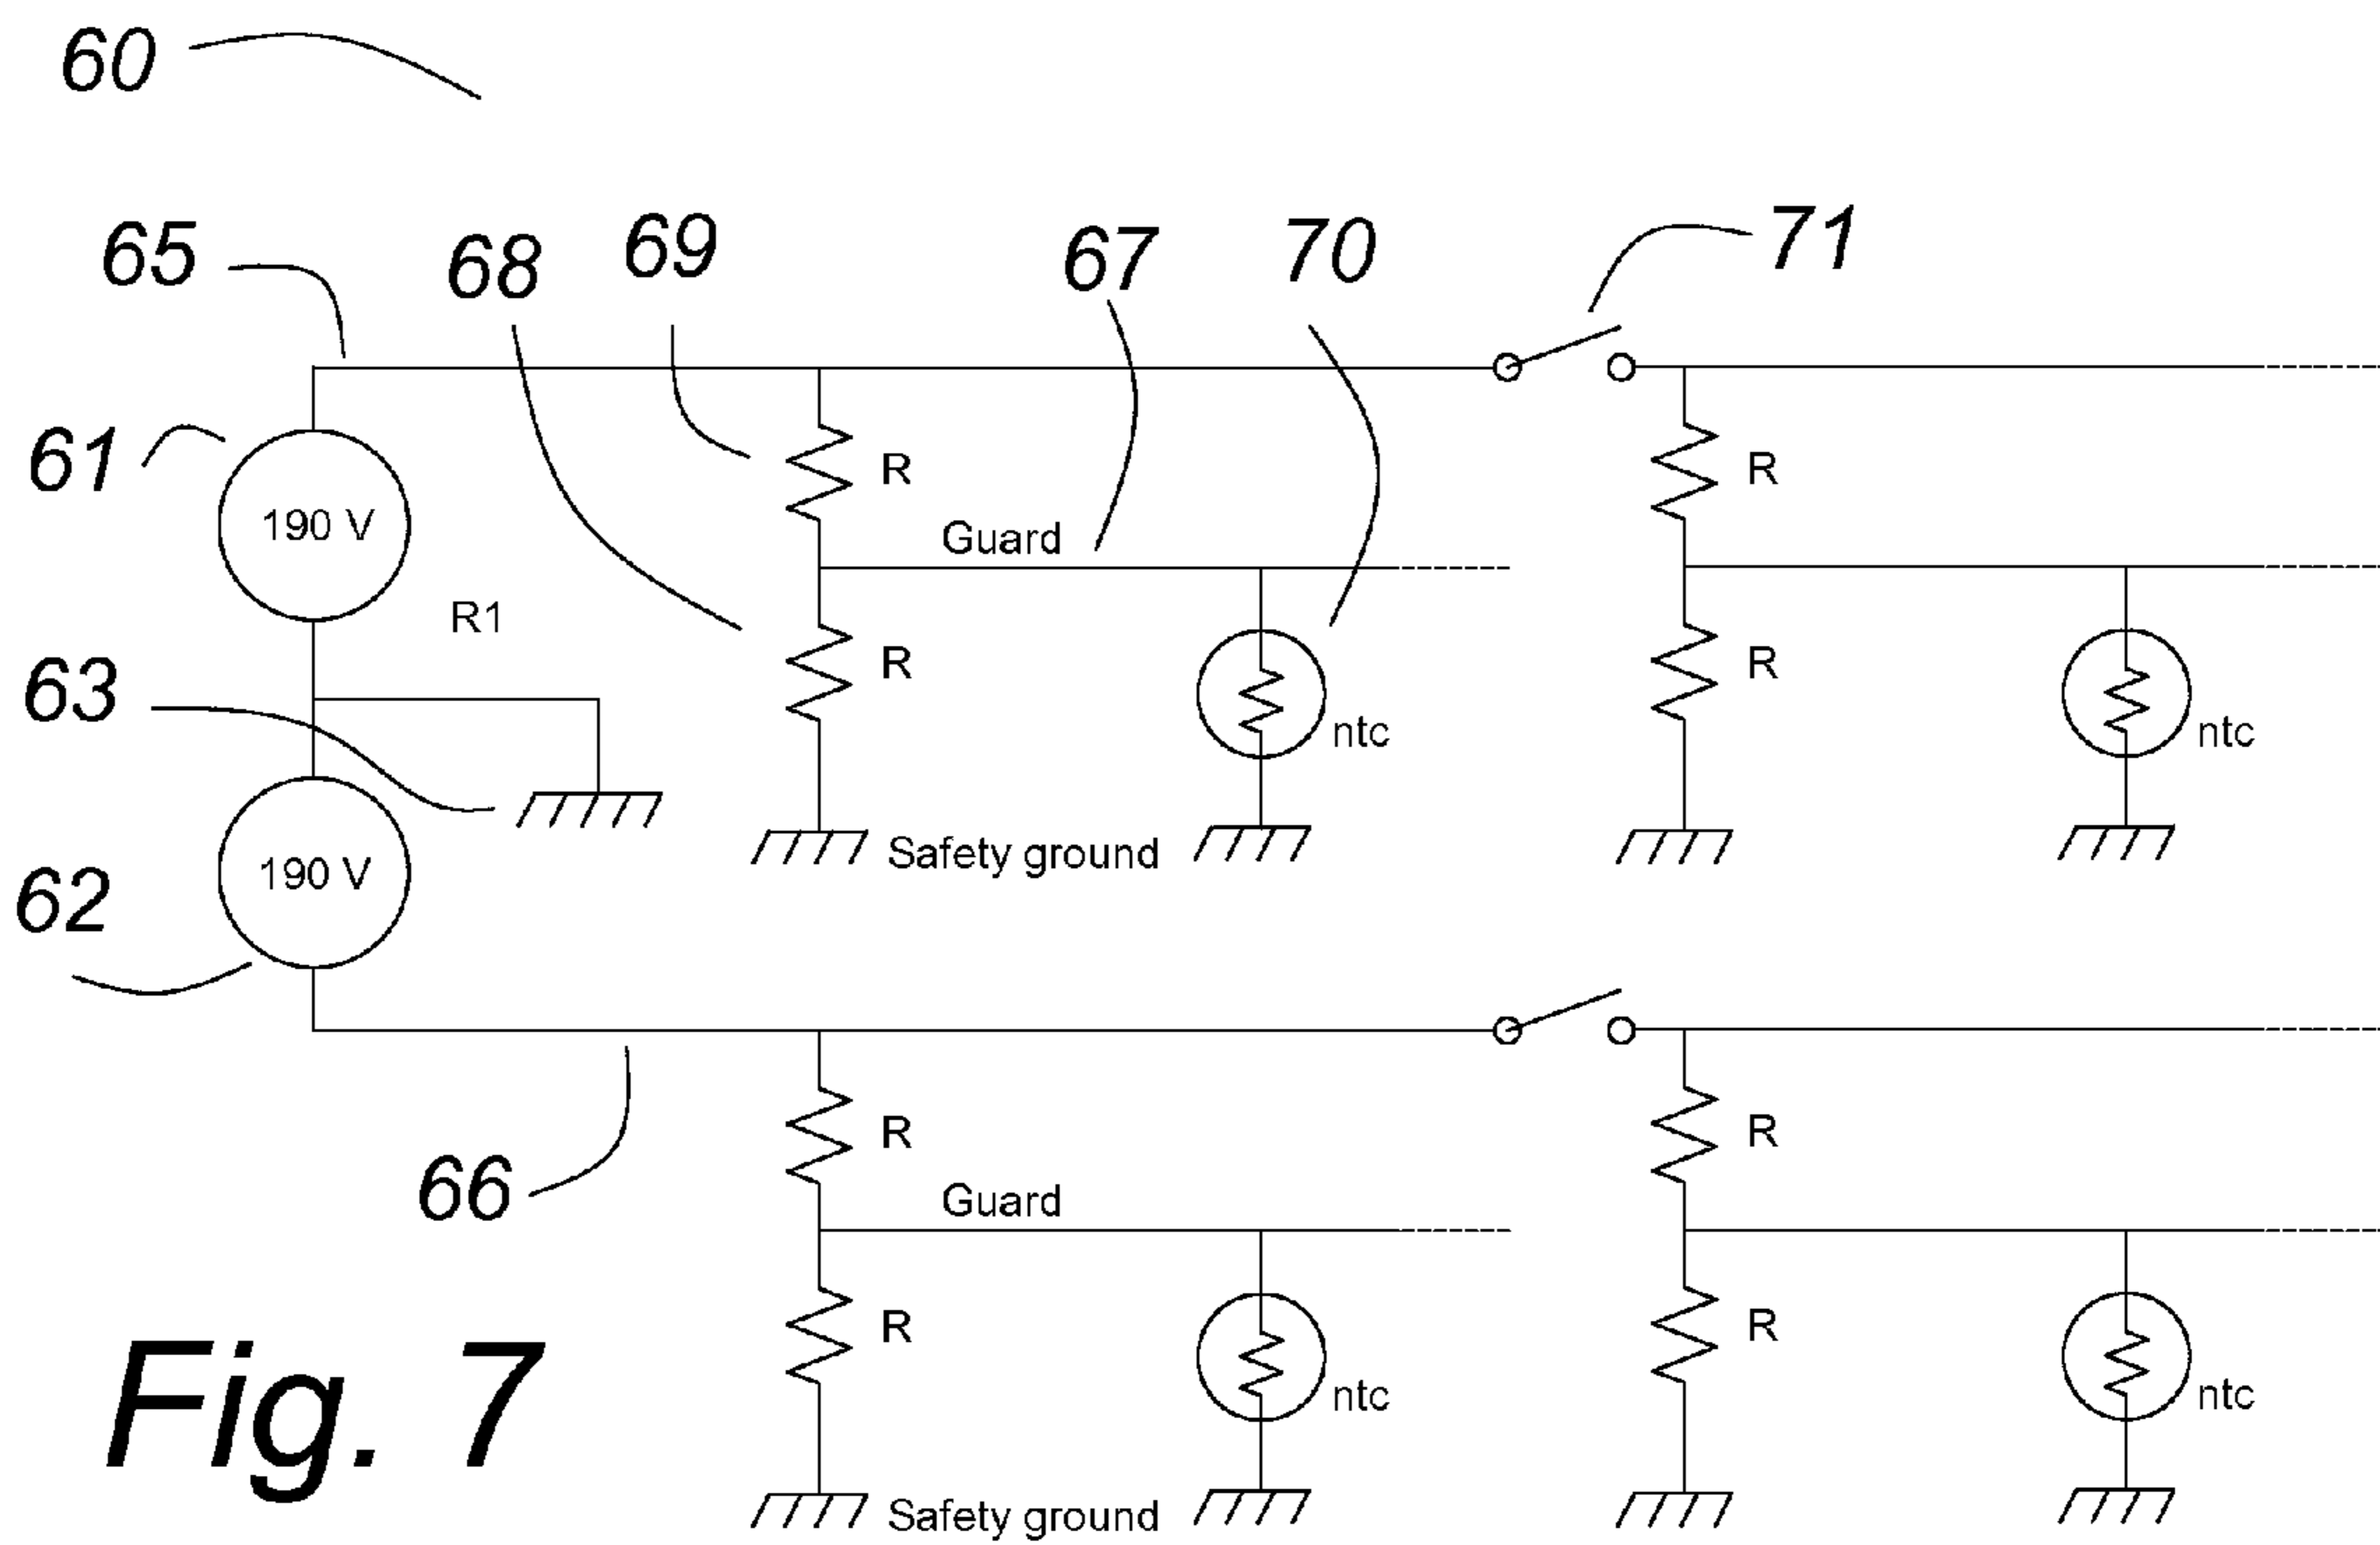 60
65
68
69
67
70
71
61
190 V
R
R
Guard
R1
R
R
63
ntc
ntc
62
190 V
Safety ground
66
R
R
Guard
R
R
ntc
ntc
Safety ground
Fig. 7